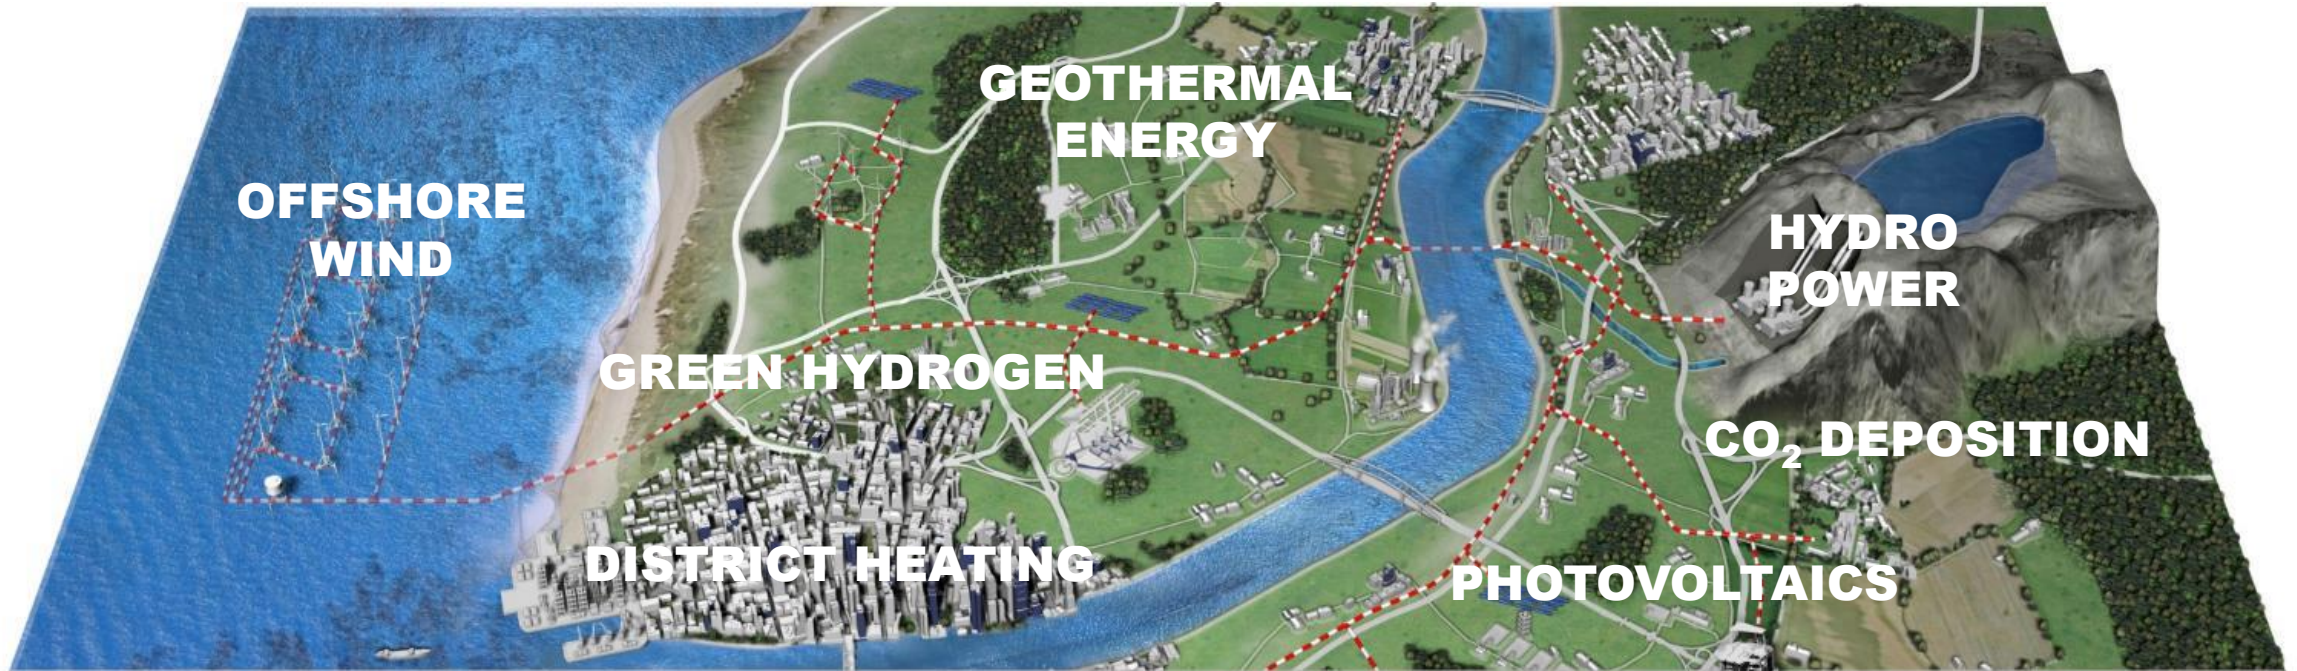 GEOTHERMAL
ENERGY
OFFSHORE
WIND
HYDRO
POWER
GREEN HYDROGEN
CO₂ DEPOSITION
DISTRICT HEATING
PHOTOVOLTAICS